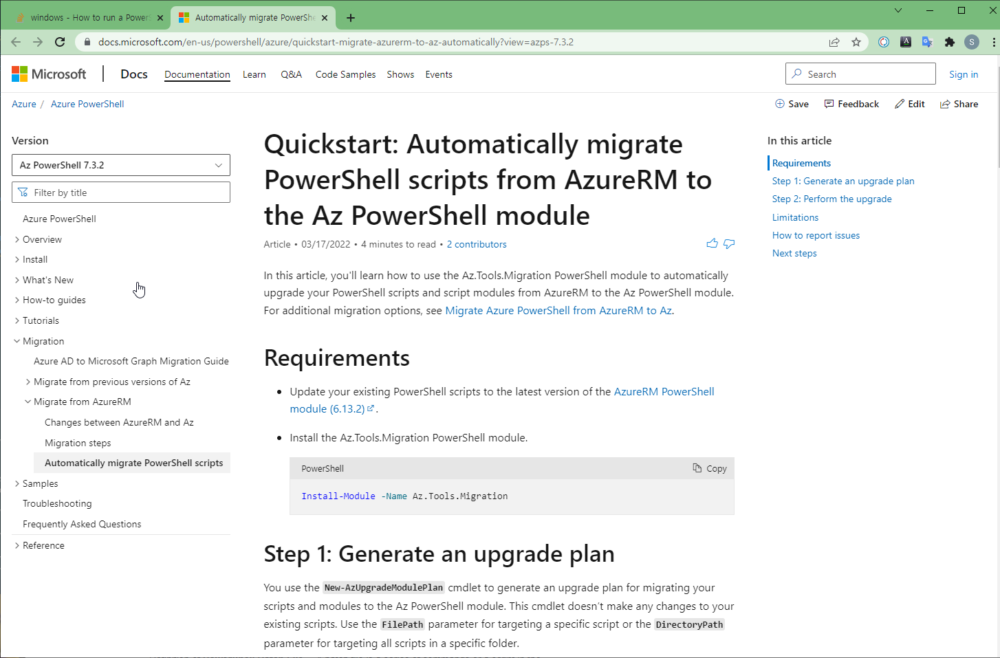 windows - How to run a Power
Automatically migrate PowerShe
docs.microsoft.com/en-us/powershell/azure/quickstart-migrate-azurerm-to-az-automatically?view=azps-7.3.2
S
Microsoft
Docs
Documentation
Learn
Q&A
Code Samples
Shows
Events
Search
Sign in
Azure / Azure PowerShell
Save
Feedback
Edit
Share
Version
Az PowerShell 7.3.2
Filter by title
Azure PowerShell
Overview
Install
What's New
How-to guides
Tutorials
Migration
Azure AD to Microsoft Graph Migration Guide
Migrate from previous versions of Az
Migrate from AzureRM
Changes between AzureRM and Az
Migration steps
Automatically migrate PowerShell scripts
Samples
Troubleshooting
Frequently Asked Questions
Reference
Quickstart: Automatically migrate
PowerShell scripts from AzureRM to
the Az PowerShell module
Article • 03/17/2022 • 4 minutes to read • 2 contributors
In this article, you'll learn how to use the Az.Tools.Migration PowerShell module to automatically
upgrade your PowerShell scripts and script modules from AzureRM to the Az PowerShell module.
For additional migration options, see Migrate Azure PowerShell from AzureRM to Az.
Requirements
• Update your existing PowerShell scripts to the latest version of the AzureRM PowerShell
module (6.13.2).
• Install the Az.Tools.Migration PowerShell module.
PowerShell
Copy
Install-Module -Name Az.Tools.Migration
Step 1: Generate an upgrade plan
You use the New-AzUpgradeModulePlan cmdlet to generate an upgrade plan for migrating your
scripts and modules to the Az PowerShell module. This cmdlet doesn't make any changes to your
existing scripts. Use the FilePath parameter for targeting a specific script or the DirectoryPath
parameter for targeting all scripts in a specific folder.
In this article
Requirements
Step 1: Generate an upgrade plan
Step 2: Perform the upgrade
Limitations
How to report issues
Next steps